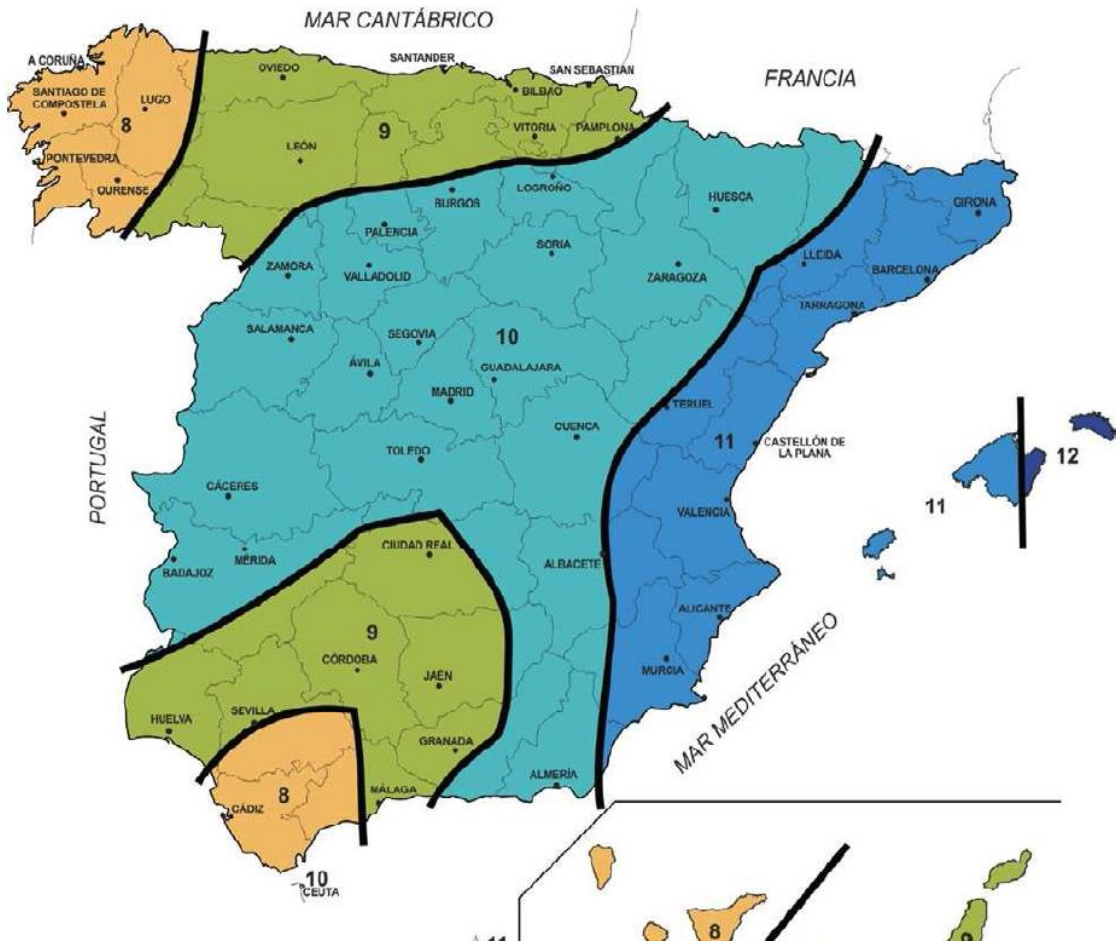 MAR CANTÁBRICO
A CORUÑA
OVIEDO
SANTANDER
SAN SEBASTIAN
FRANCIA
SANTIAGO DE
COMPOSTELA
LUGO
BILBAO
8
9
VITORIA
PAMPLONA
LEÓN
PONTEVEDRA
OURENSE
LOGROÑO
BURGOS
HUESCA
GIRONA
PALENCIA
SORIA
ZAMORA
VALLADOLID
ZARAGOZA
LLEIDA
BARCELONA
TARRAGONA
SALAMANCA
SEGOVIA
10
ÁVILA
GUADALAJARA
MADRID
TERUEL
PORTUGAL
CUENCA
11
CASTELLÓN DE
LA PLANA
12
TOLEDO
CÁCERES
VALENCIA
11
CIUDAD REAL
ALBACETE
MÉRIDA
BADAJOZ
ALICANTE
9
CÓRDOBA
JAÉN
MURCIA
MAR MEDITERRÁNEO
HUELVA
SEVILLA
GRANADA
ALMERÍA
MÁLAGA
CÁDIZ
8
10
CEUTA
8
9
11